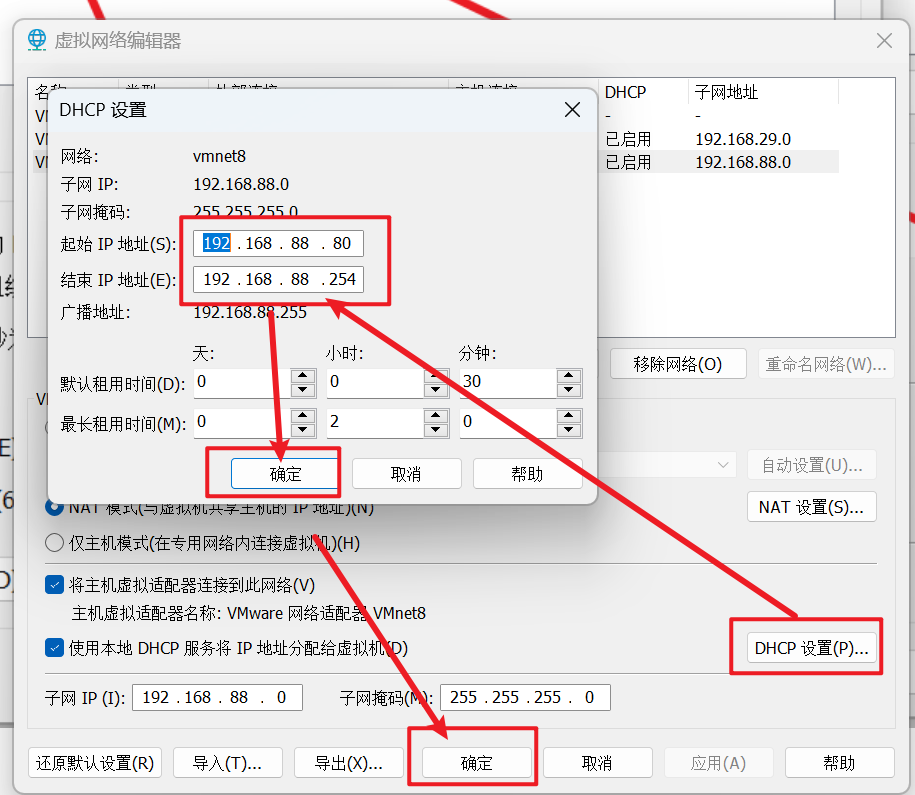 虚拟网络编辑器
DHCP 子网地址
- -
已启用 192.168.29.0
已启用 192.168.88.0
DHCP 设置
网络: vmnet8
子网 IP: 192.168.88.0
子网掩码: 255.255.255.0
起始 IP 地址(S): 192 . 168 . 88 . 80
结束 IP 地址(E): 192 . 168 . 88 . 254
广播地址: 192.168.88.255
天: 小时: 分钟:
默认租用时间(D): 0 0 30
最长租用时间(M): 0 2 0
确定 取消 帮助
移除网络(O) 重命名网络(W)...
自动设置(U)...
NAT 模式(与虚拟机共享主机的 IP 地址)(N)
NAT 设置(S)...
仅主机模式(在专用网络内连接虚拟机)(H)
将主机虚拟适配器连接到此网络(V)
主机虚拟适配器名称: VMware 网络适配器 VMnet8
使用本地 DHCP 服务将 IP 地址分配给虚拟机(D)
DHCP 设置(P)...
子网 IP (I): 192 . 168 . 88 . 0 子网掩码(M): 255 . 255 . 255 . 0
还原默认设置(R) 导入(T)... 导出(X)... 确定 取消 应用(A) 帮助